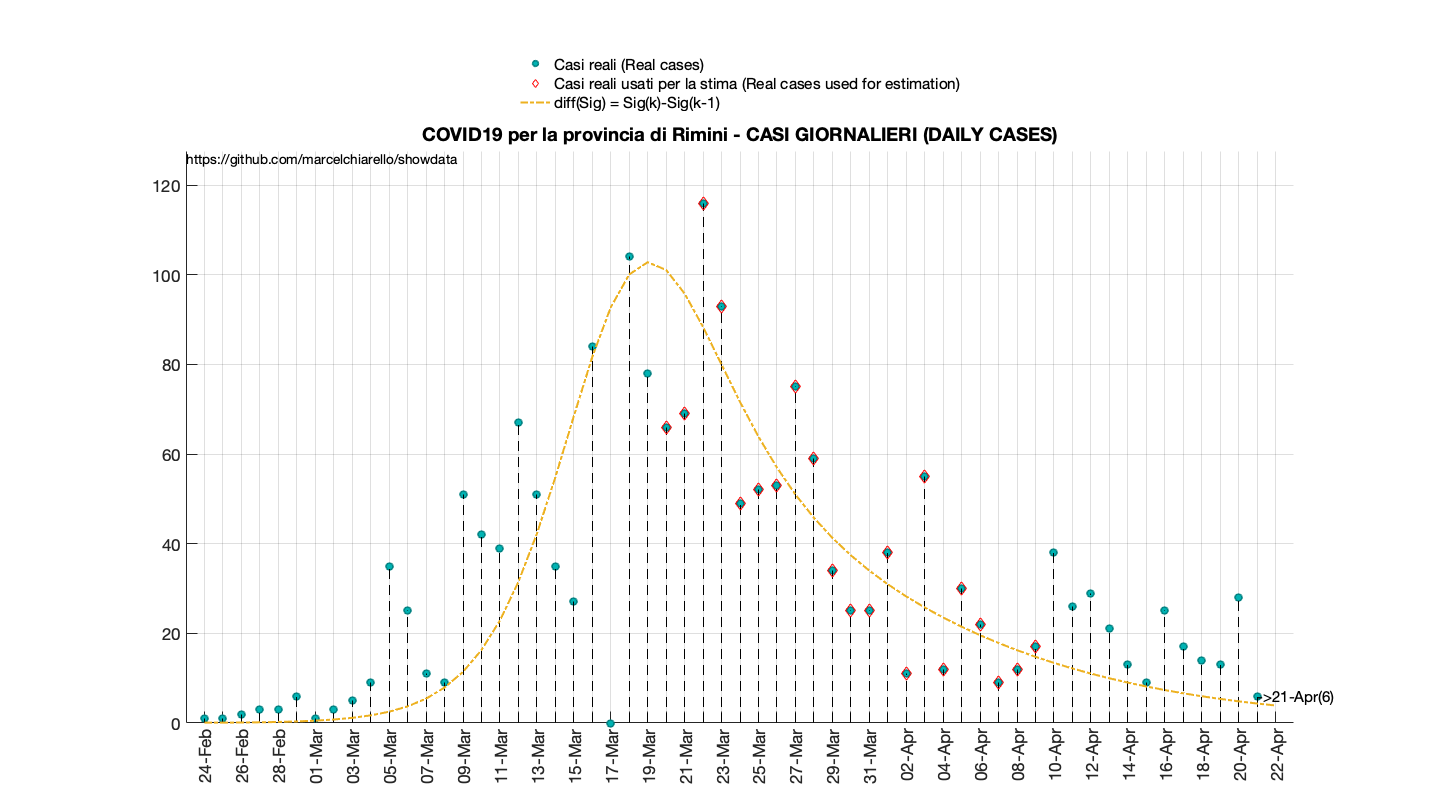 Casi reali (Real cases)
Casi reali usati per la stima (Real cases used for estimation)
diff(Sig) = Sig(k)-Sig(k-1)
COVID19 per la provincia di Rimini - CASI GIORNALIERI (DAILY CASES)
https://github.com/marcelchiarello/showdata
120
100
80
60
40
20
0
->21-Apr(6)
24-Feb
26-Feb
28-Feb
01-Mar
03-Mar
05-Mar
07-Mar
09-Mar
11-Mar
13-Mar
15-Mar
17-Mar
19-Mar
21-Mar
23-Mar
25-Mar
27-Mar
29-Mar
31-Mar
02-Apr
04-Apr
06-Apr
08-Apr
10-Apr
12-Apr
14-Apr
16-Apr
18-Apr
20-Apr
22-Apr